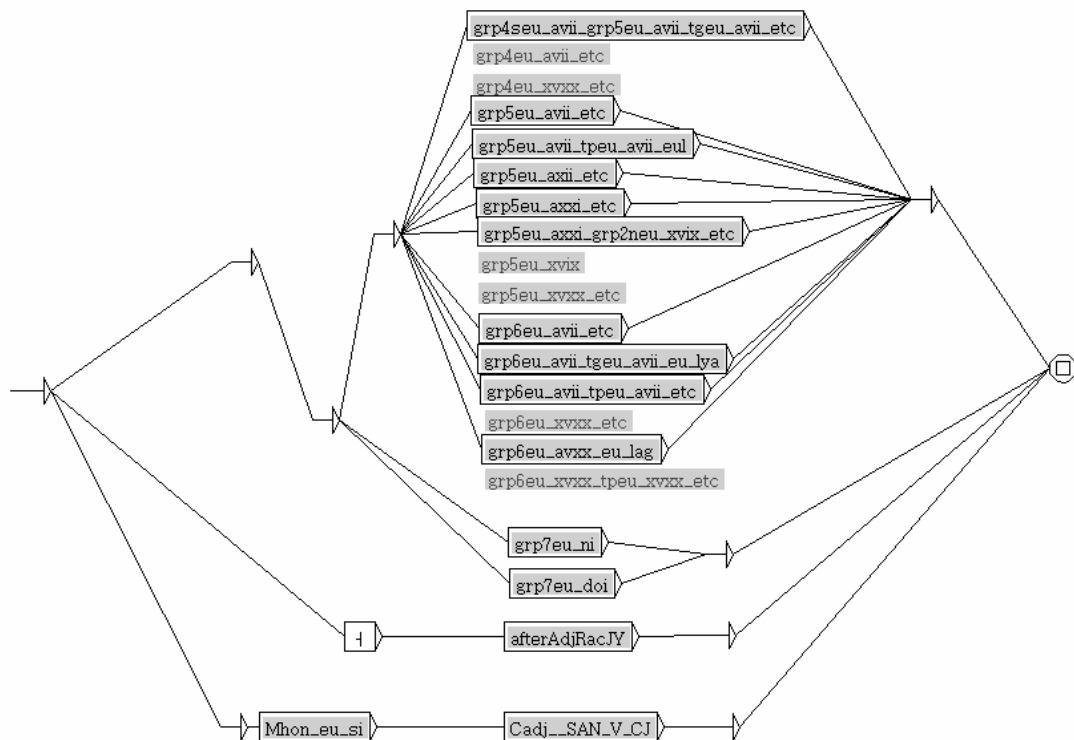 grp4seu_avii_grp5eu_avii_tgeu_avii_etc
grp4eu_avii_etc
grp4eu_xvxx_etc
grp5eu_avii_etc
grp5eu_avii_tpeu_avii_eul
grp5eu_axii_etc
grp5eu_axxi_etc
grp5eu_axxi_grp2neu_xvix_etc
grp5eu_xvix
grp5eu_xvxx_etc
grp6eu_avii_etc
grp6eu_avii_tgeu_avii_eu_lya
grp6eu_avii_tpeu_avii_etc
grp6eu_xvxx_etc
grp6eu_avxx_eu_lag
grp6eu_xvxx_tpeu_xvxx_etc
grp7eu_ni
grp7eu_doi
ㅓ afterAdjRacJY
Mhon_eu_si Cadj__SAN_V_CJ